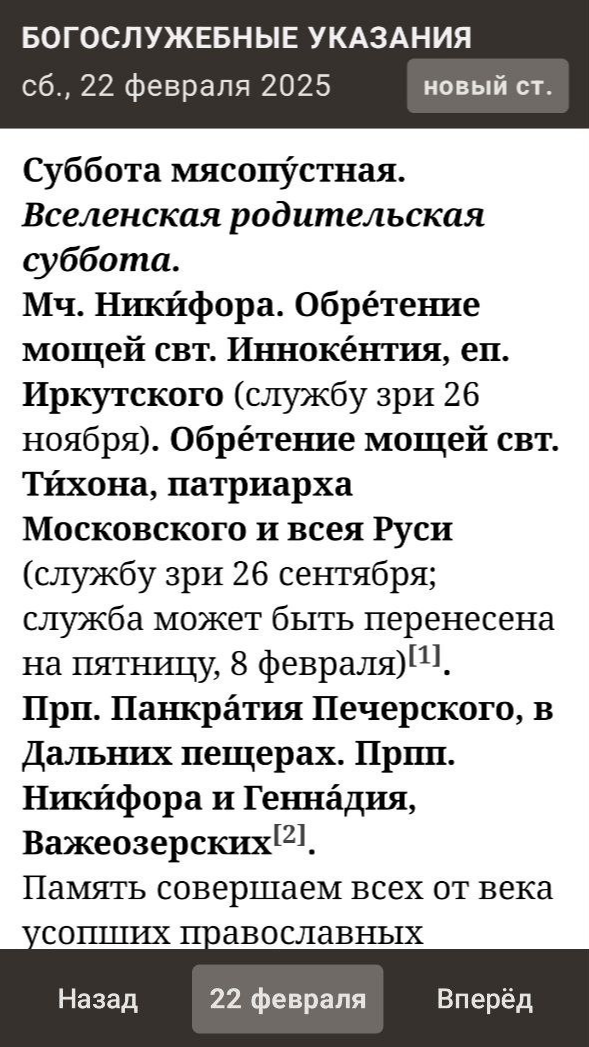 БОГОСЛУЖЕБНЫЕ УКАЗАНИЯ
сб., 22 февраля 2025
новый ст.
Суббота мясопу́стная.
Вселенская родительская
суббота.
Мч. Ники́фора. Обре́тение
мощей свт. Инноке́нтия, еп.
Иркутского (службу зри 26
ноября). Обре́тение мощей свт.
Ти́хона, патриарха
Московского и всея Руси
(службу зри 26 сентября;
служба может быть перенесена
на пятницу, 8 февраля)[1].
Прп. Панкра́тия Печерского, в
Дальних пещерах. Прпп.
Ники́фора и Генна́дия,
Важеозерских[2].
Память совершаем всех от века
усопших православных
Назад
22 февраля
Вперёд